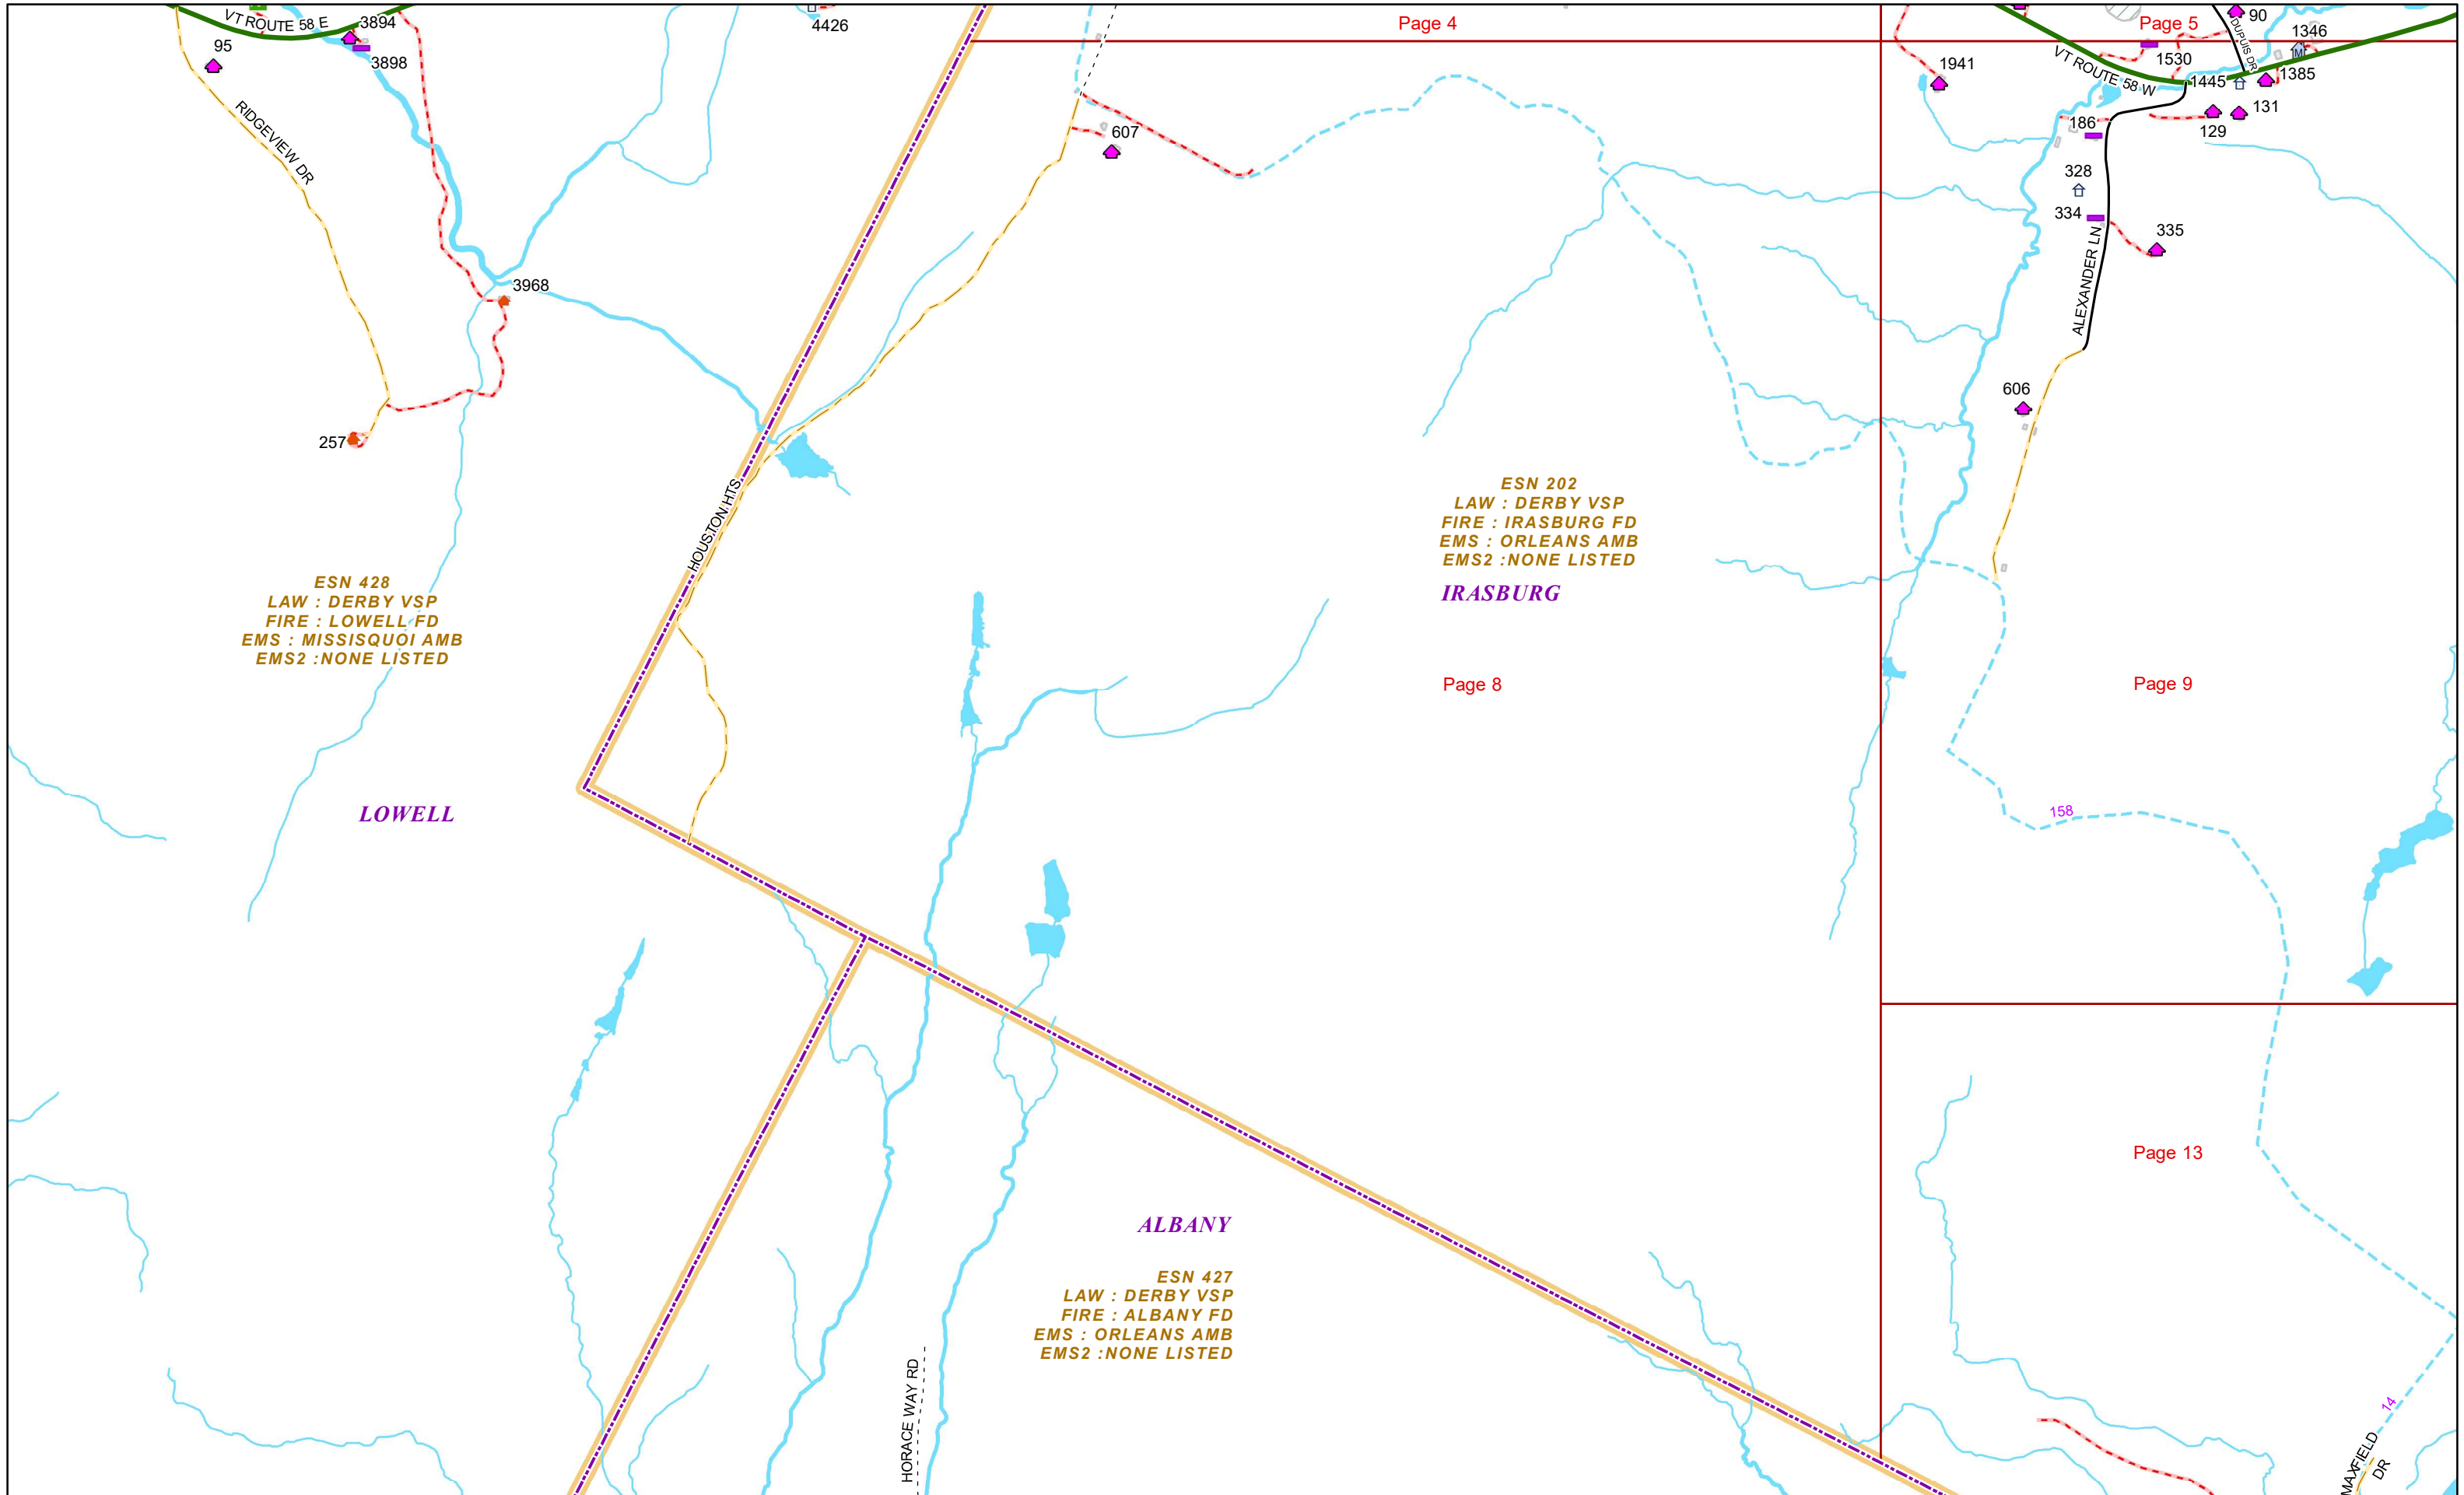 VT ROUTE 58 E
3894
3898
95
RIDGEVIEW DR
4426
Page 4
Page 5
90
DUPUIS DR
1346
1530
VT ROUTE 58 W
1445
1385
1941
607
186
129
131
328
334
335
ALEXANDER LN
3968
606
257
HOUSTON HTS
ESN 202
LAW : DERBY VSP
FIRE : IRASBURG FD
EMS : ORLEANS AMB
EMS2 :NONE LISTED
IRASBURG
ESN 428
LAW : DERBY VSP
FIRE : LOWELL FD
EMS : MISSISQUOI AMB
EMS2 :NONE LISTED
Page 8
Page 9
LOWELL
158
Page 13
ALBANY
ESN 427
LAW : DERBY VSP
FIRE : ALBANY FD
EMS : ORLEANS AMB
EMS2 :NONE LISTED
HORACE WAY RD
14
MAXFIELD
DR